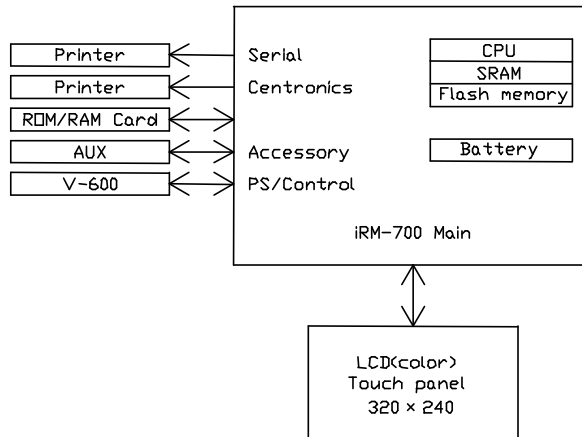 Printer
Serial
Printer
Centronics
ROM/RAM Card
AUX
Accessory
V-600
PS/Control
CPU
SRAM
Flash memory
Battery
iRM-700 Main
LCD(color)
Touch panel
320 × 240